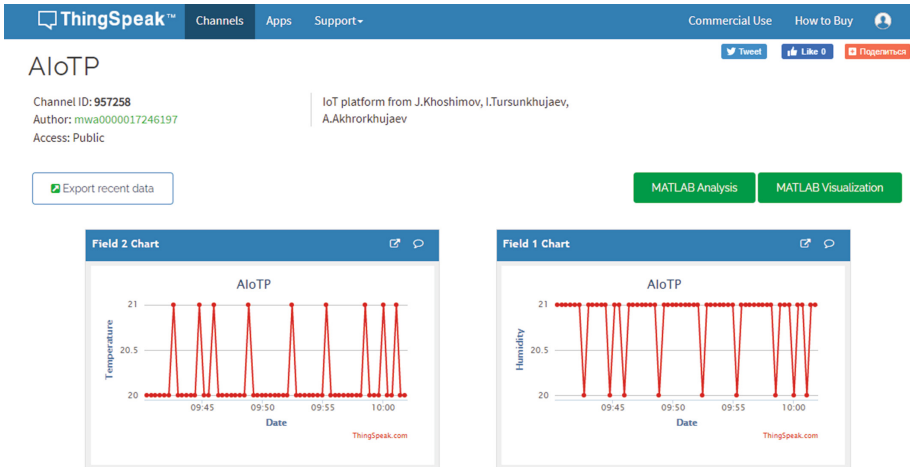 ThingSpeak™ Channels Apps Support Commercial Use How to Buy
Tweet Like 0 Поделиться
AIoTP
Channel ID: 957258
Author: mwa0000017246197
Access: Public
IoT platform from J.Khoshimov, I.Tursunkhujaev,
A.Akhrorkhujaev
Export recent data
MATLAB Analysis
MATLAB Visualization
Field 2 Chart
AIoTP
Temperature
21
20.5
20
09:45 09:50 09:55 10:00
Date
ThingSpeak.com
Field 1 Chart
AIoTP
Humidity
21
20.5
20
09:45 09:50 09:55 10:00
Date
ThingSpeak.com